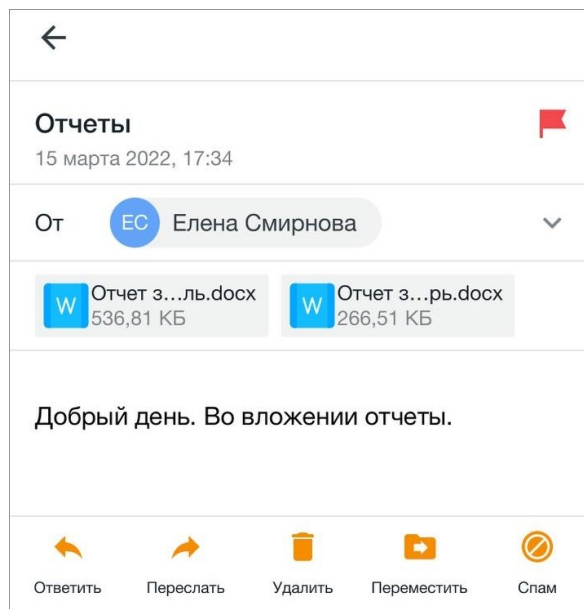 Отчеты
15 марта 2022, 17:34
От ЕС Елена Смирнова
W Отчет з...ль.docx W Отчет з...рь.docx
536,81 КБ 266,51 КБ
Добрый день. Во вложении отчеты.
Ответить Переслать Удалить Переместить Спам